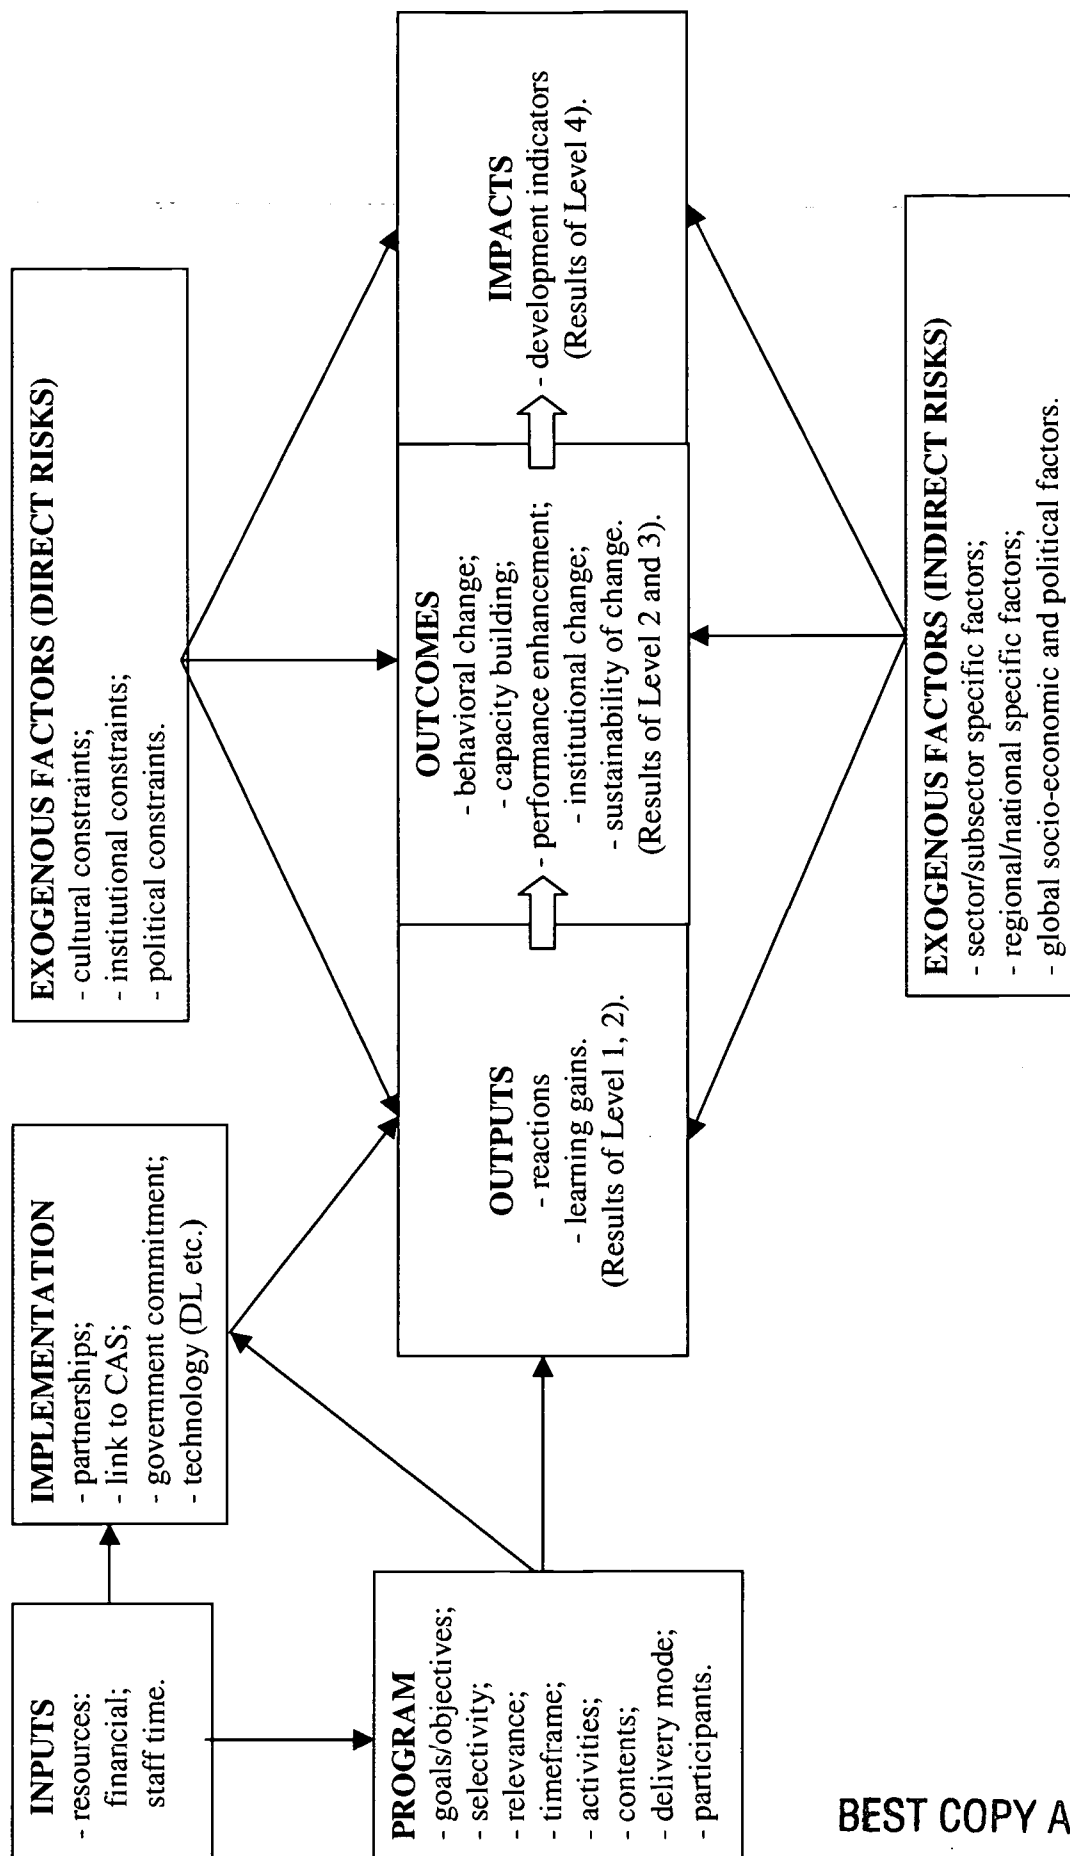 INPUTS
- resources:
financial;
staff time.
IMPLEMENTATION
- partnerships;
- link to CAS;
- government commitment;
- technology (DL etc.)
EXOGENOUS FACTORS (DIRECT RISKS)
- cultural constraints;
- institutional constraints;
- political constraints.
PROGRAM
- goals/objectives;
- selectivity;
- relevance;
- timeframe;
- activities;
- contents;
- delivery mode;
- participants.
OUTPUTS
- reactions
- learning gains.
(Results of Level 1, 2).
OUTCOMES
- behavioral change;
- capacity building;
- performance enhancement;
- institutional change;
- sustainability of change.
(Results of Level 2 and 3).
IMPACTS
- development indicators
(Results of Level 4).
EXOGENOUS FACTORS (INDIRECT RISKS)
- sector/subsector specific factors;
- regional/national specific factors;
- global socio-economic and political factors.
BEST COPY A